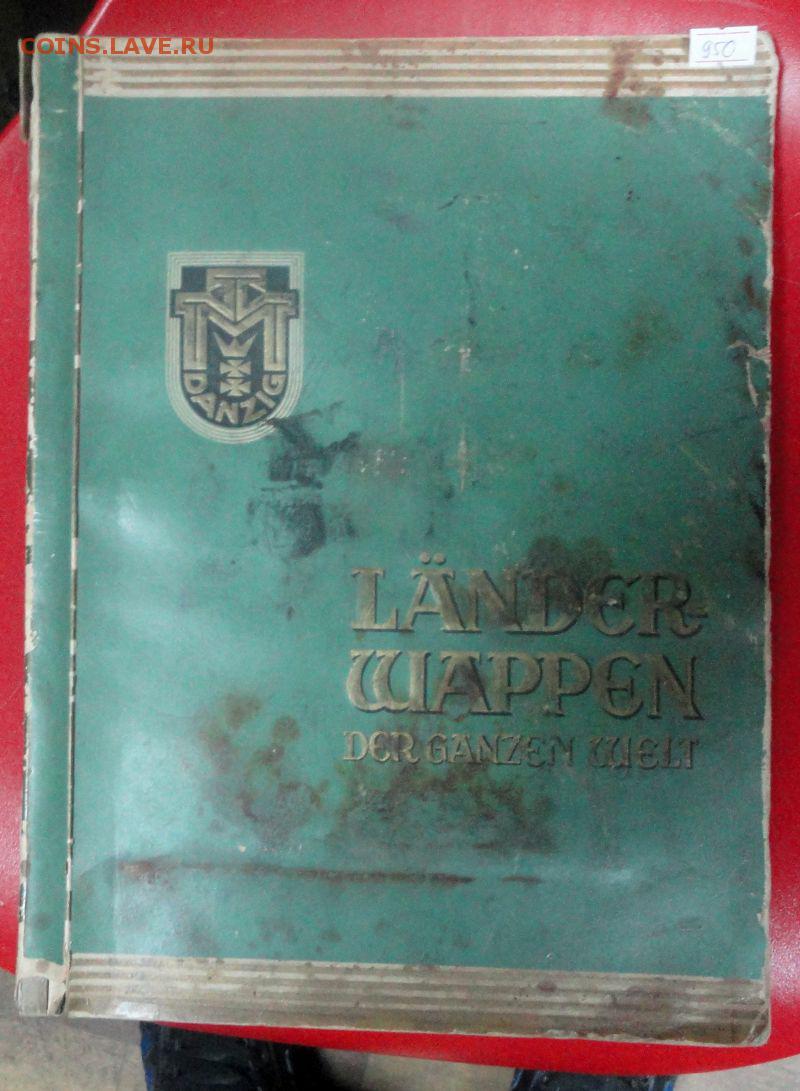 COINS.LAVE.RU
950
DANZIG
LÄNDER-
WAPPEN
DER GANZEN WELT